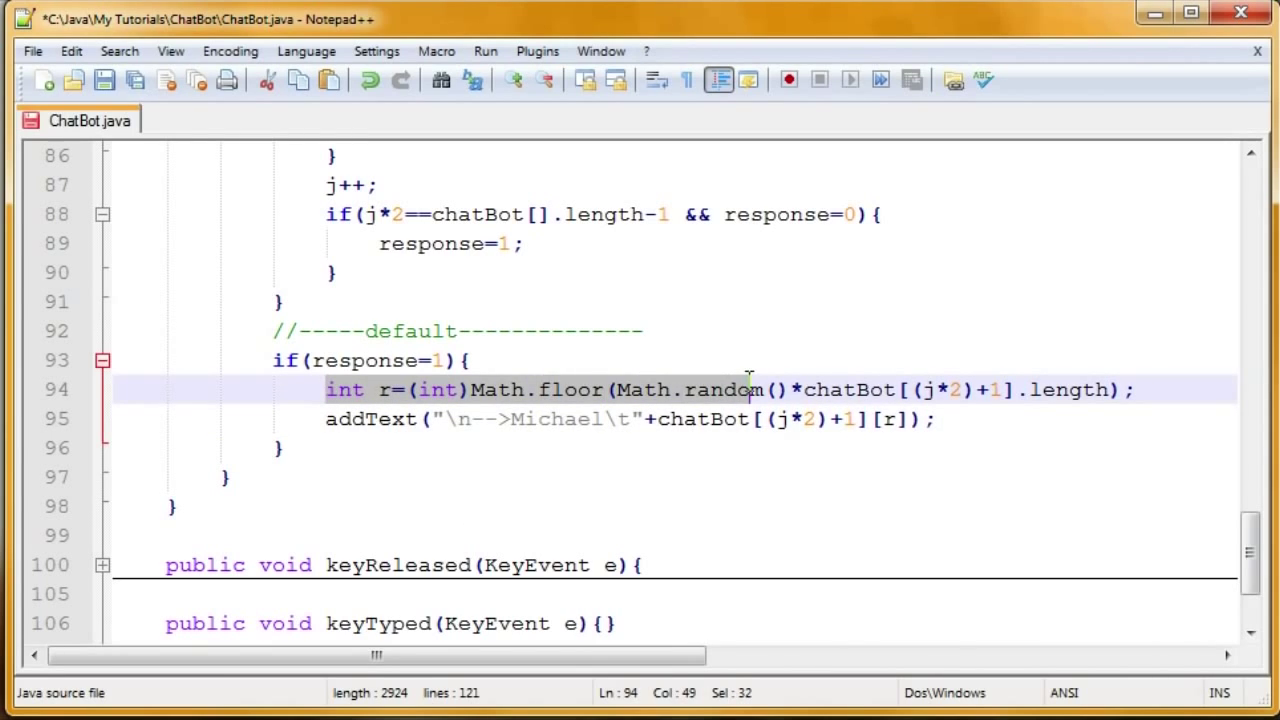 *C:\Java\My Tutorials\ChatBot\ChatBot.java - Notepad++
File Edit Search View Encoding Language Settings Macro Run Plugins Window ? X
ChatBot.java
86 }
87 j++;
88 if(j*2==chatBot[].length-1 && response=0){
89 response=1;
90 }
91 }
92 //-----default--------------
93 if(response=1){
94 int r=(int)Math.floor(Math.random()*chatBot[(j*2)+1].length);
95 addText("\n-->Michael\t"+chatBot[(j*2)+1][r]);
96 }
97 }
98 }
99
100 public void keyReleased(KeyEvent e){
105
106 public void keyTyped(KeyEvent e){}
Java source file length : 2924 lines : 121 Ln : 94 Col : 49 Sel : 32 Dos\Windows ANSI INS